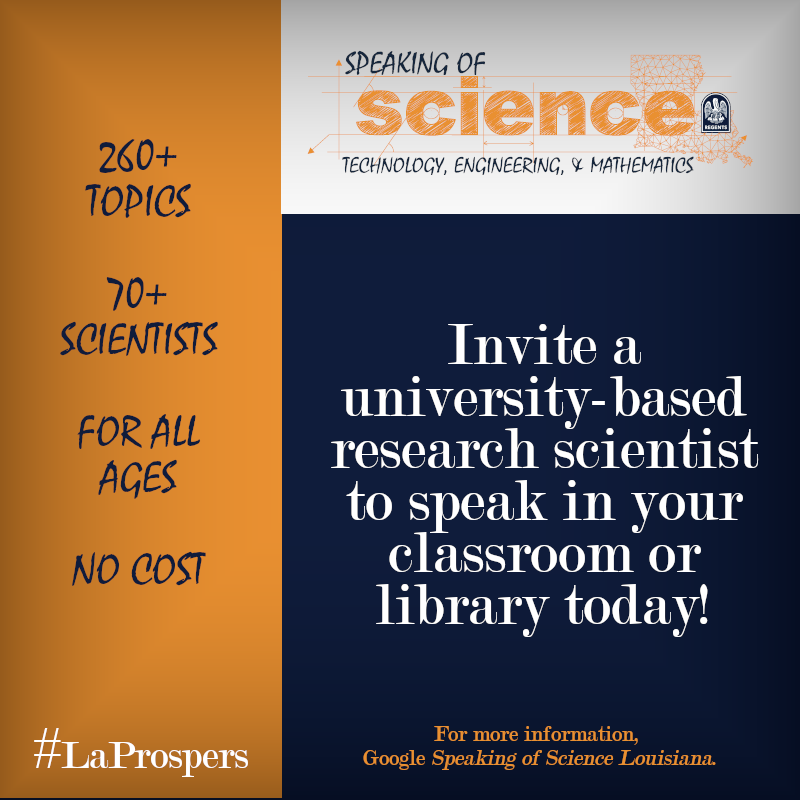 SPEAKING OF
science
REGENTS
TECHNOLOGY, ENGINEERING, & MATHEMATICS
260+
TOPICS
70+
SCIENTISTS
FOR ALL
AGES
NO COST
#LaProspers
Invite a
university-based
research scientist
to speak in your
classroom or
library today!
For more information,
Google Speaking of Science Louisiana.